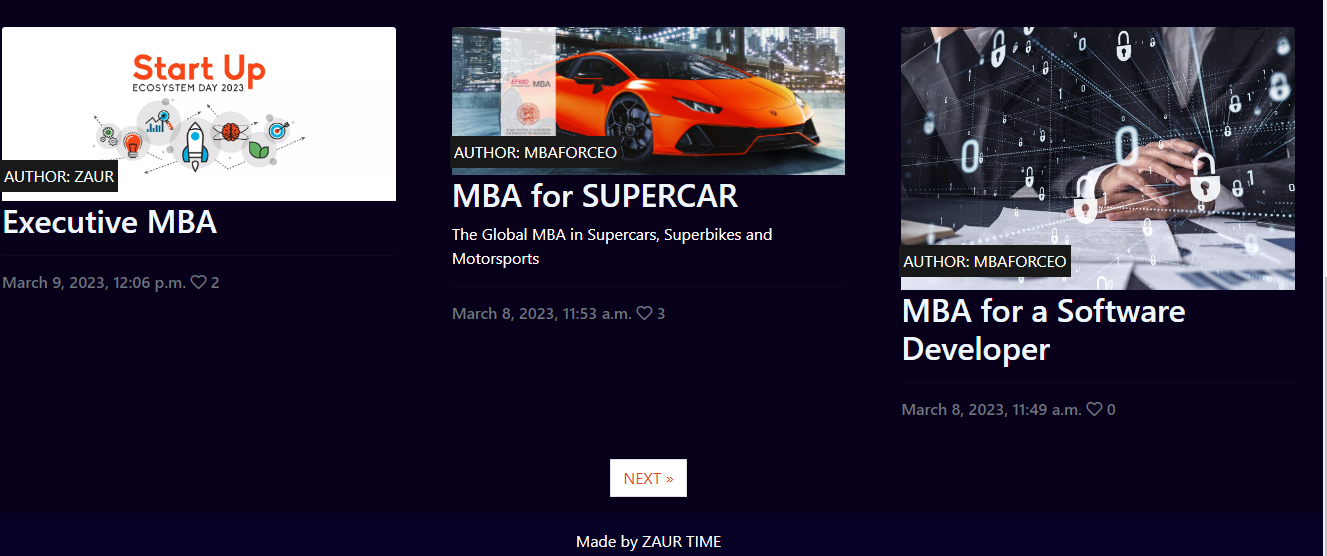 Start Up
ECOSYSTEM DAY 2023
AUTHOR: ZAUR
Executive MBA
March 9, 2023, 12:06 p.m. 2
EFMD
MBA
AUTHOR: MBAFORCEO
MBA for SUPERCAR
The Global MBA in Supercars, Superbikes and
Motorsports
March 8, 2023, 11:53 a.m. 3
AUTHOR: MBAFORCEO
MBA for a Software
Developer
March 8, 2023, 11:49 a.m. 0
NEXT »
Made by ZAUR TIME